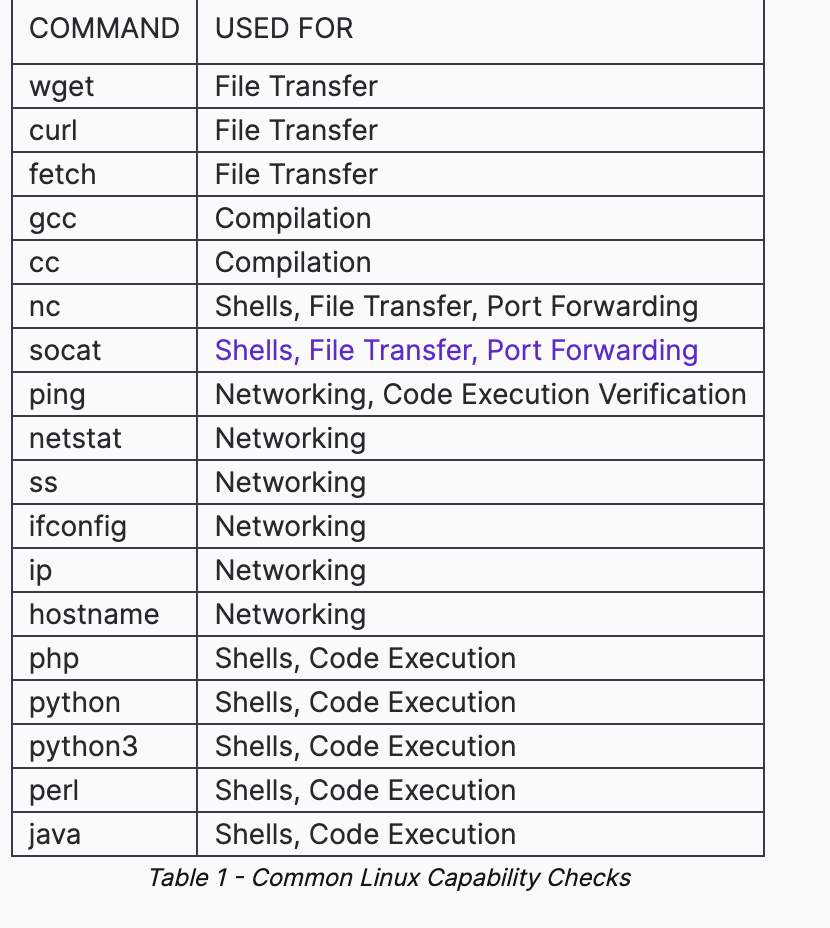 COMMAND USED FOR
wget File Transfer
curl File Transfer
fetch File Transfer
gcc Compilation
cc Compilation
nc Shells, File Transfer, Port Forwarding
socat Shells, File Transfer, Port Forwarding
ping Networking, Code Execution Verification
netstat Networking
ss Networking
ifconfig Networking
ip Networking
hostname Networking
php Shells, Code Execution
python Shells, Code Execution
python3 Shells, Code Execution
perl Shells, Code Execution
java Shells, Code Execution
Table 1 - Common Linux Capability Checks